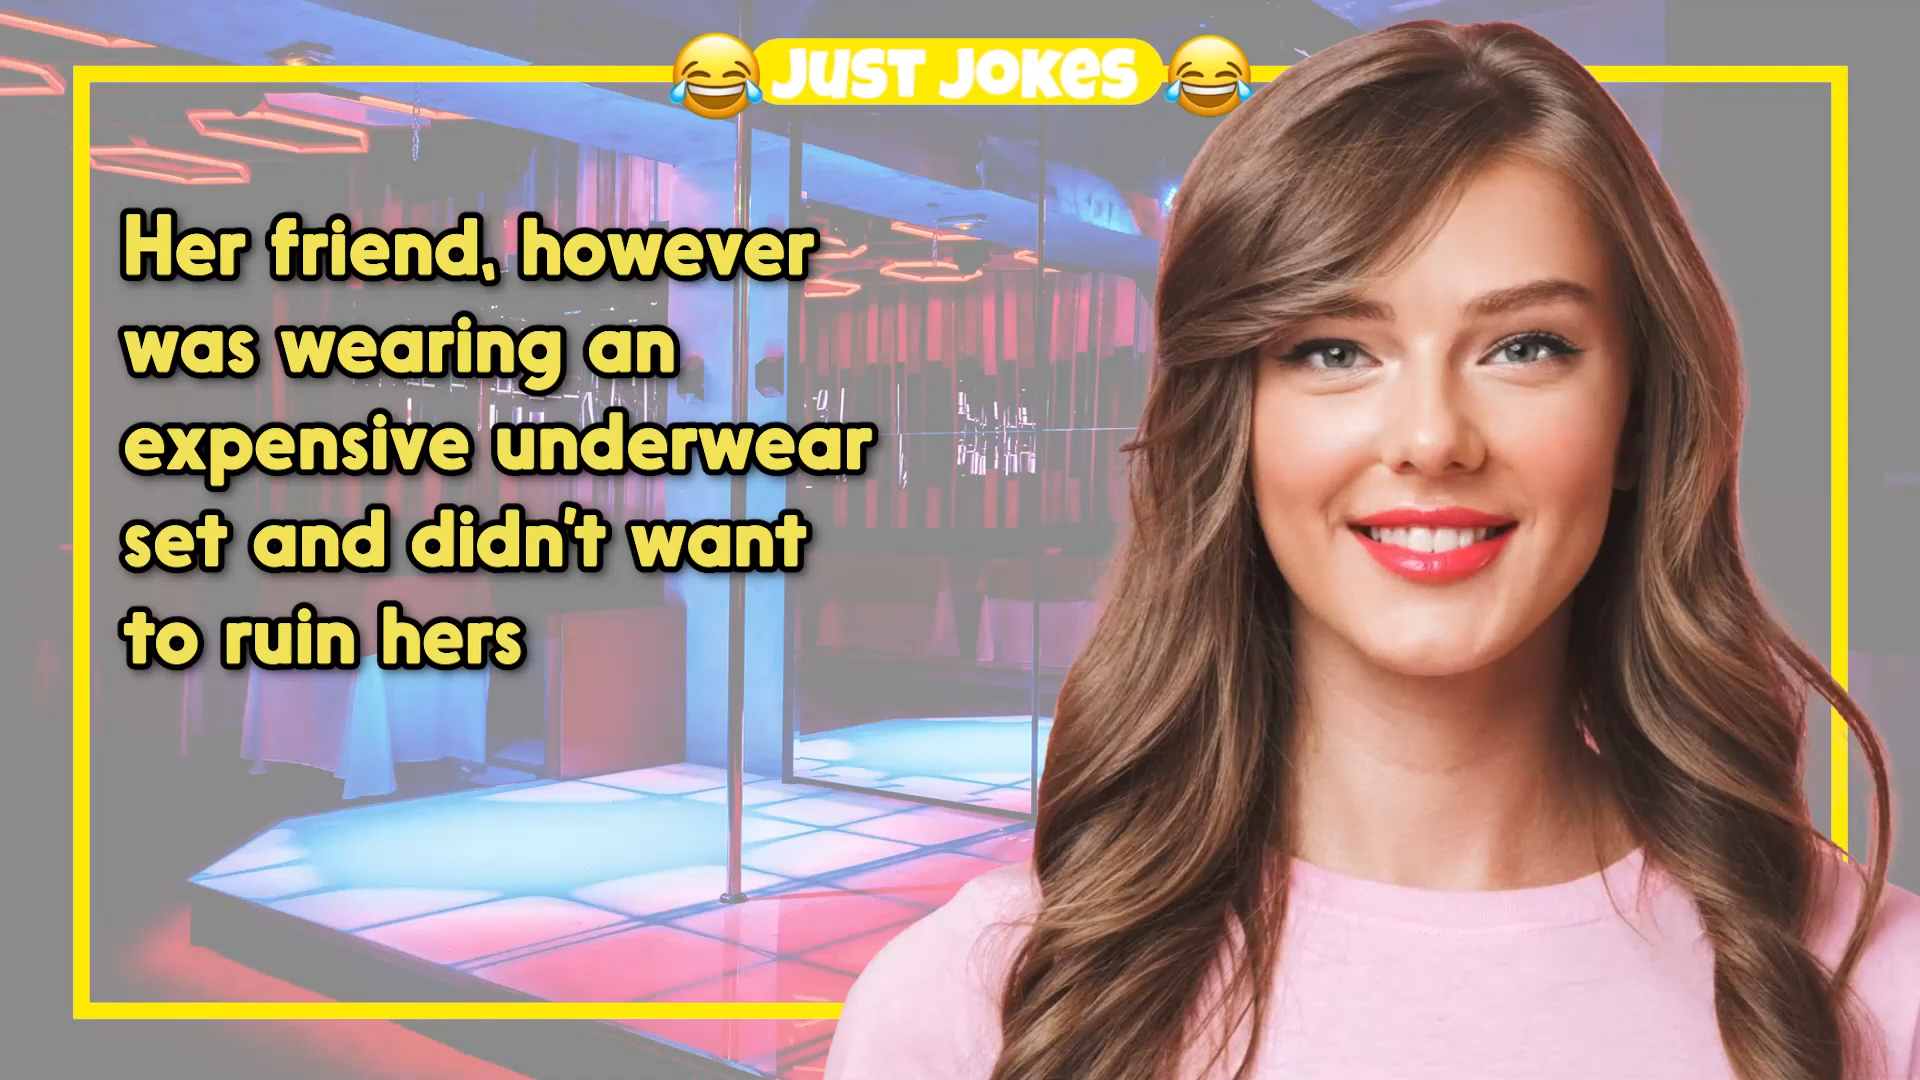 JUST JOKES
Her friend, however
was wearing an
expensive underwear
set and didn't want
to ruin hers